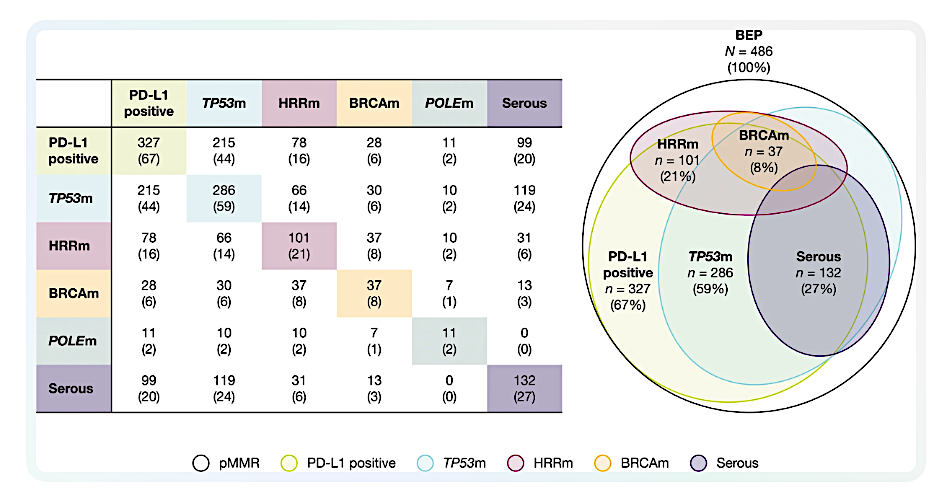 BEP
N = 486
(100%)
PD-L1 positive TP53m HRRm BRCAm POLEm Serous
PD-L1 positive 327 (67) 215 (44) 78 (16) 28 (6) 11 (2) 99 (20)
TP53m 215 (44) 286 (59) 66 (14) 30 (6) 10 (2) 119 (24)
HRRm 78 (16) 66 (14) 101 (21) 37 (8) 10 (2) 31 (6)
BRCAm 28 (6) 30 (6) 37 (8) 37 (8) 7 (1) 13 (3)
POLEm 11 (2) 10 (2) 10 (2) 7 (1) 11 (2) 0 (0)
Serous 99 (20) 119 (24) 31 (6) 13 (3) 0 (0) 132 (27)
HRRm
n = 101
(21%)
BRCAm
n = 37
(8%)
PD-L1
positive
n = 327
(67%)
TP53m
n = 286
(59%)
Serous
n = 132
(27%)
pMMR PD-L1 positive TP53m HRRm BRCAm Serous